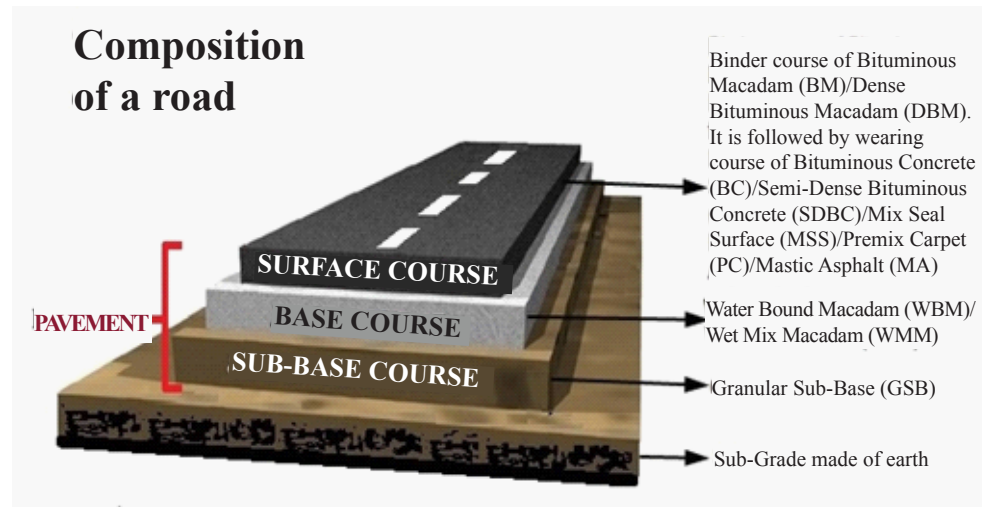 Composition
of a road
Binder course of Bituminous
Macadam (BM)/Dense
Bituminous Macadam (DBM).
It is followed by wearing
course of Bituminous Concrete
(BC)/Semi-Dense Bituminous
Concrete (SDBC)/Mix Seal
Surface (MSS)/Premix Carpet
(PC)/Mastic Asphalt (MA)
SURFACE COURSE
PAVEMENT
BASE COURSE
Water Bound Macadam (WBM)/
Wet Mix Macadam (WMM)
SUB-BASE COURSE
Granular Sub-Base (GSB)
Sub-Grade made of earth